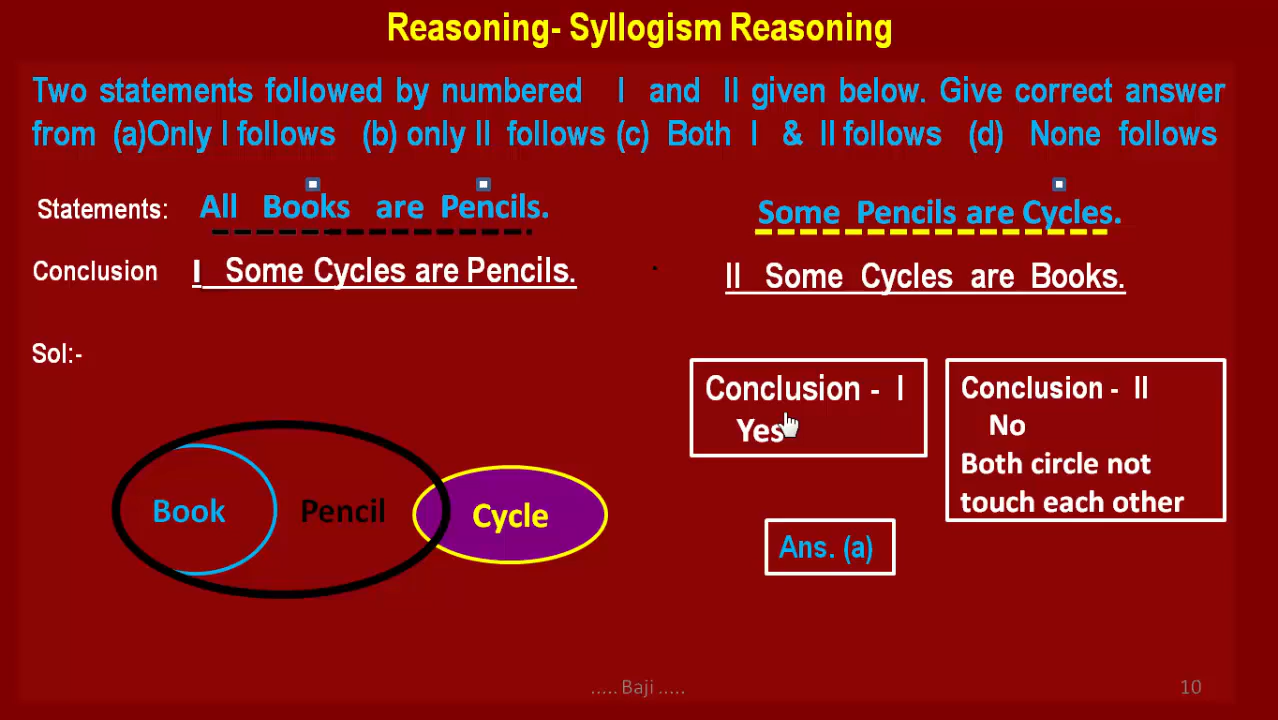 Reasoning- Syllogism Reasoning
Two statements followed by numbered I and II given below. Give correct answer
from (a)Only I follows (b) only II follows (c) Both I & II follows (d) None follows
Statements: All Books are Pencils. Some Pencils are Cycles.
Conclusion I Some Cycles are Pencils. II Some Cycles are Books.
Sol:-
Conclusion - I
Yes
Conclusion - II
No
Both circle not
touch each other
Book Pencil Cycle
Ans. (a)
..... Baji .....
10